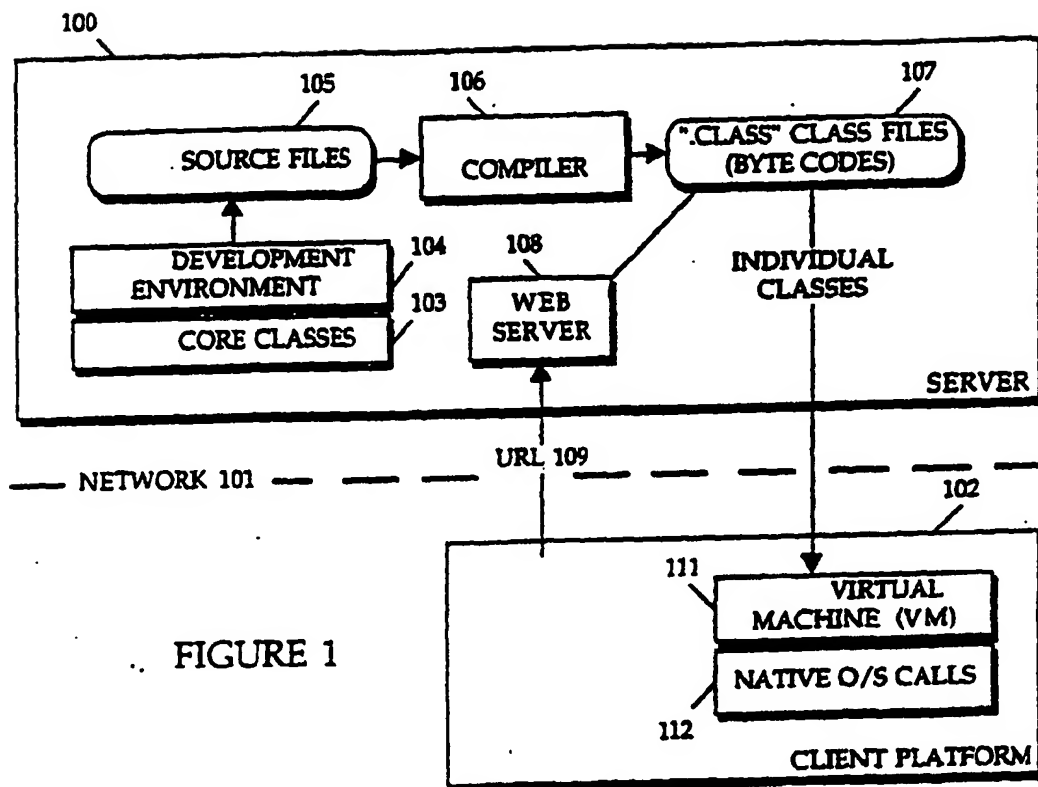 100
105
106
107
SOURCE FILES
COMPILER
".CLASS" CLASS FILES
(BYTE CODES)
DEVELOPMENT
ENVIRONMENT
104
103
CORE CLASSES
108
WEB
SERVER
INDIVIDUAL
CLASSES
SERVER
URL 109
NETWORK 101
102
111
VIRTUAL
MACHINE (VM)
NATIVE O/S CALLS
112
FIGURE 1
CLIENT PLATFORM